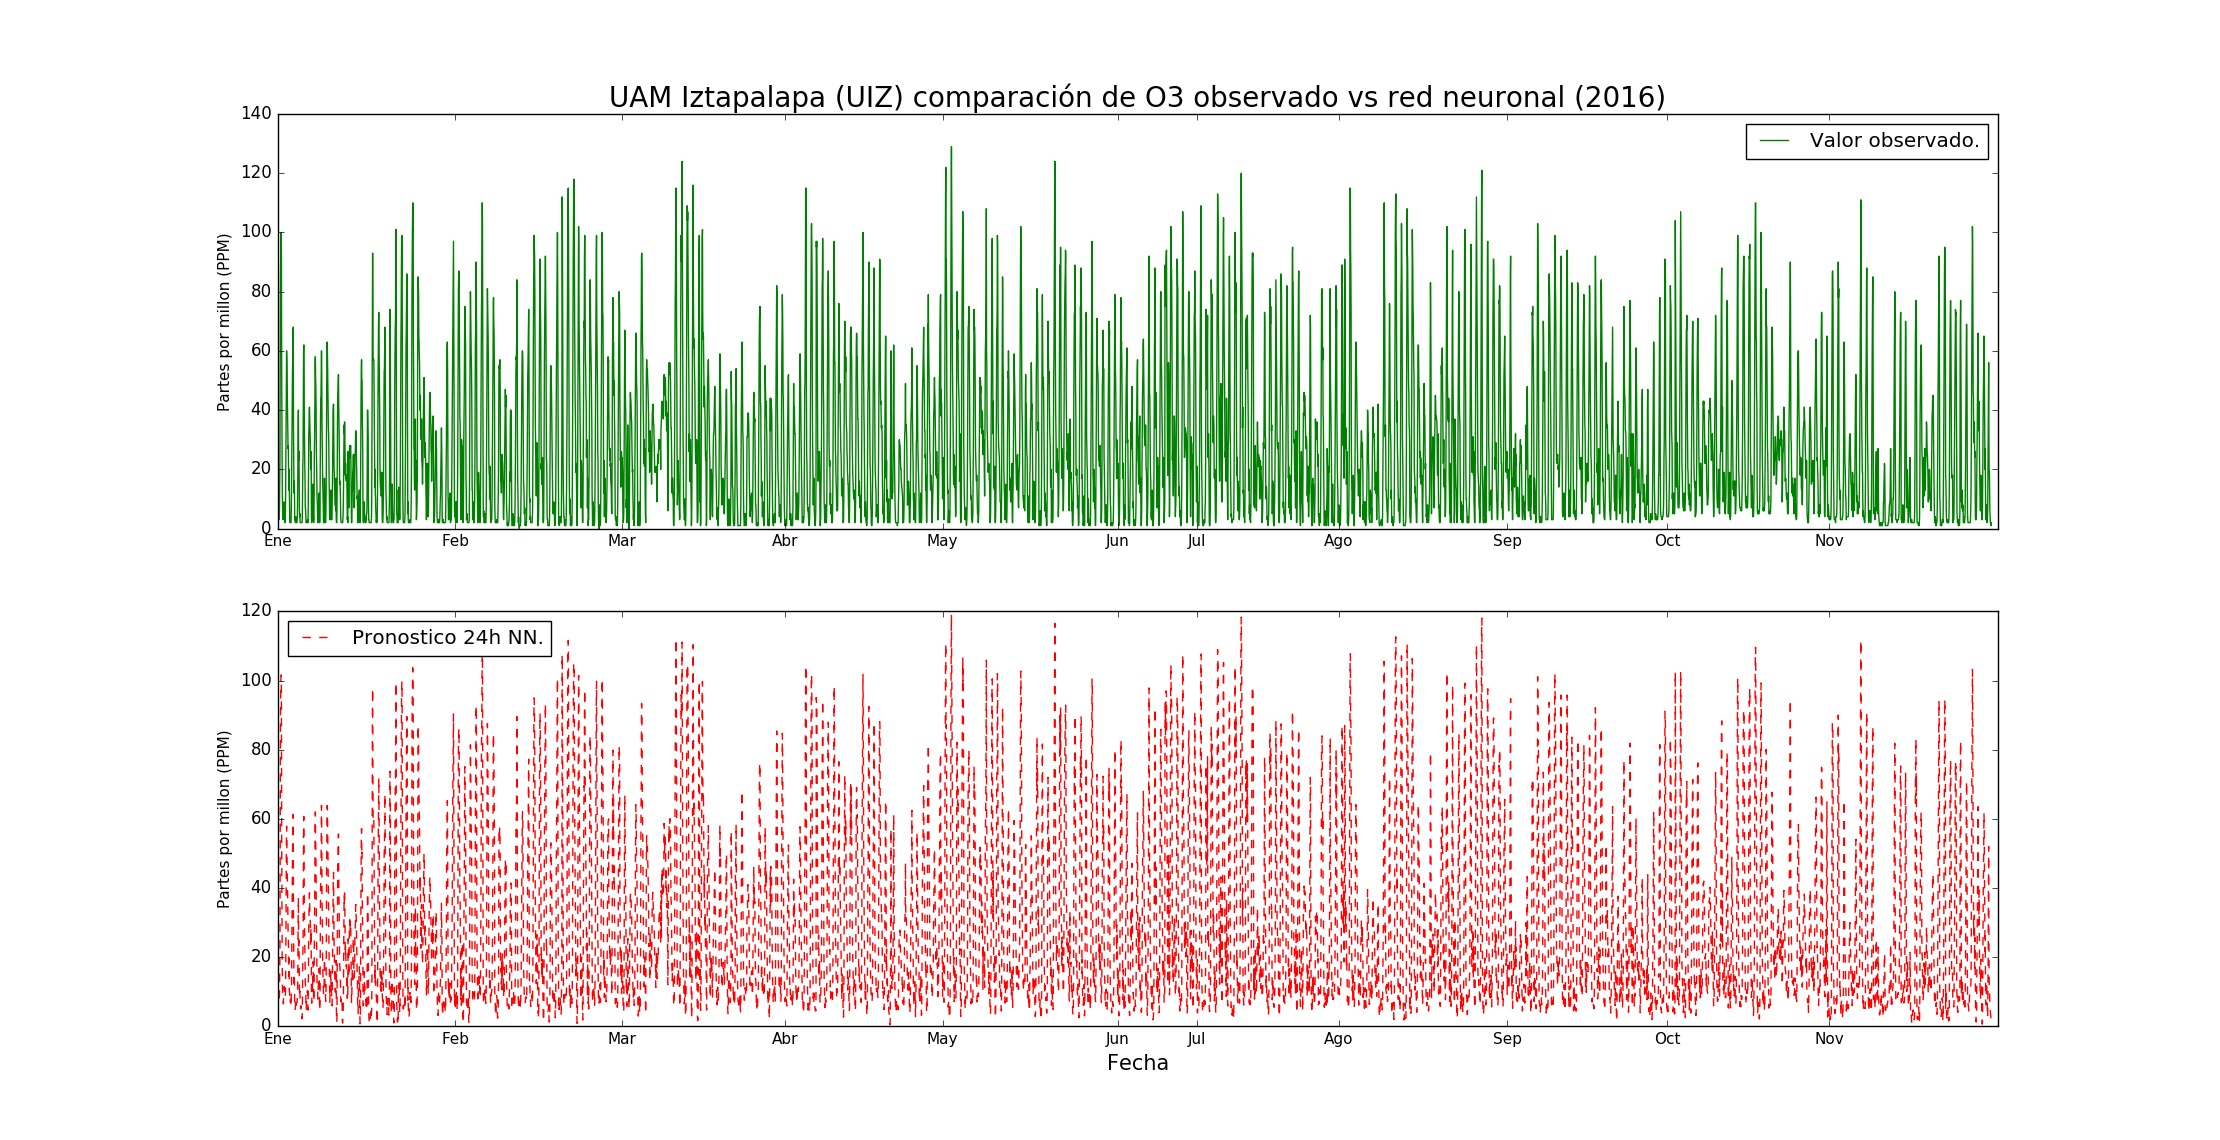 UAM Iztapalapa (UIZ) comparación de O3 observado vs red neuronal (2016)
140
120
100
80
60
40
20
0
Partes por millon (PPM)
Valor observado.
Ene Feb Mar Abr May Jun Jul Ago Sep Oct Nov
120
100
80
60
40
20
0
Partes por millon (PPM)
Pronostico 24h NN.
Ene Feb Mar Abr May Jun Jul Ago Sep Oct Nov
Fecha